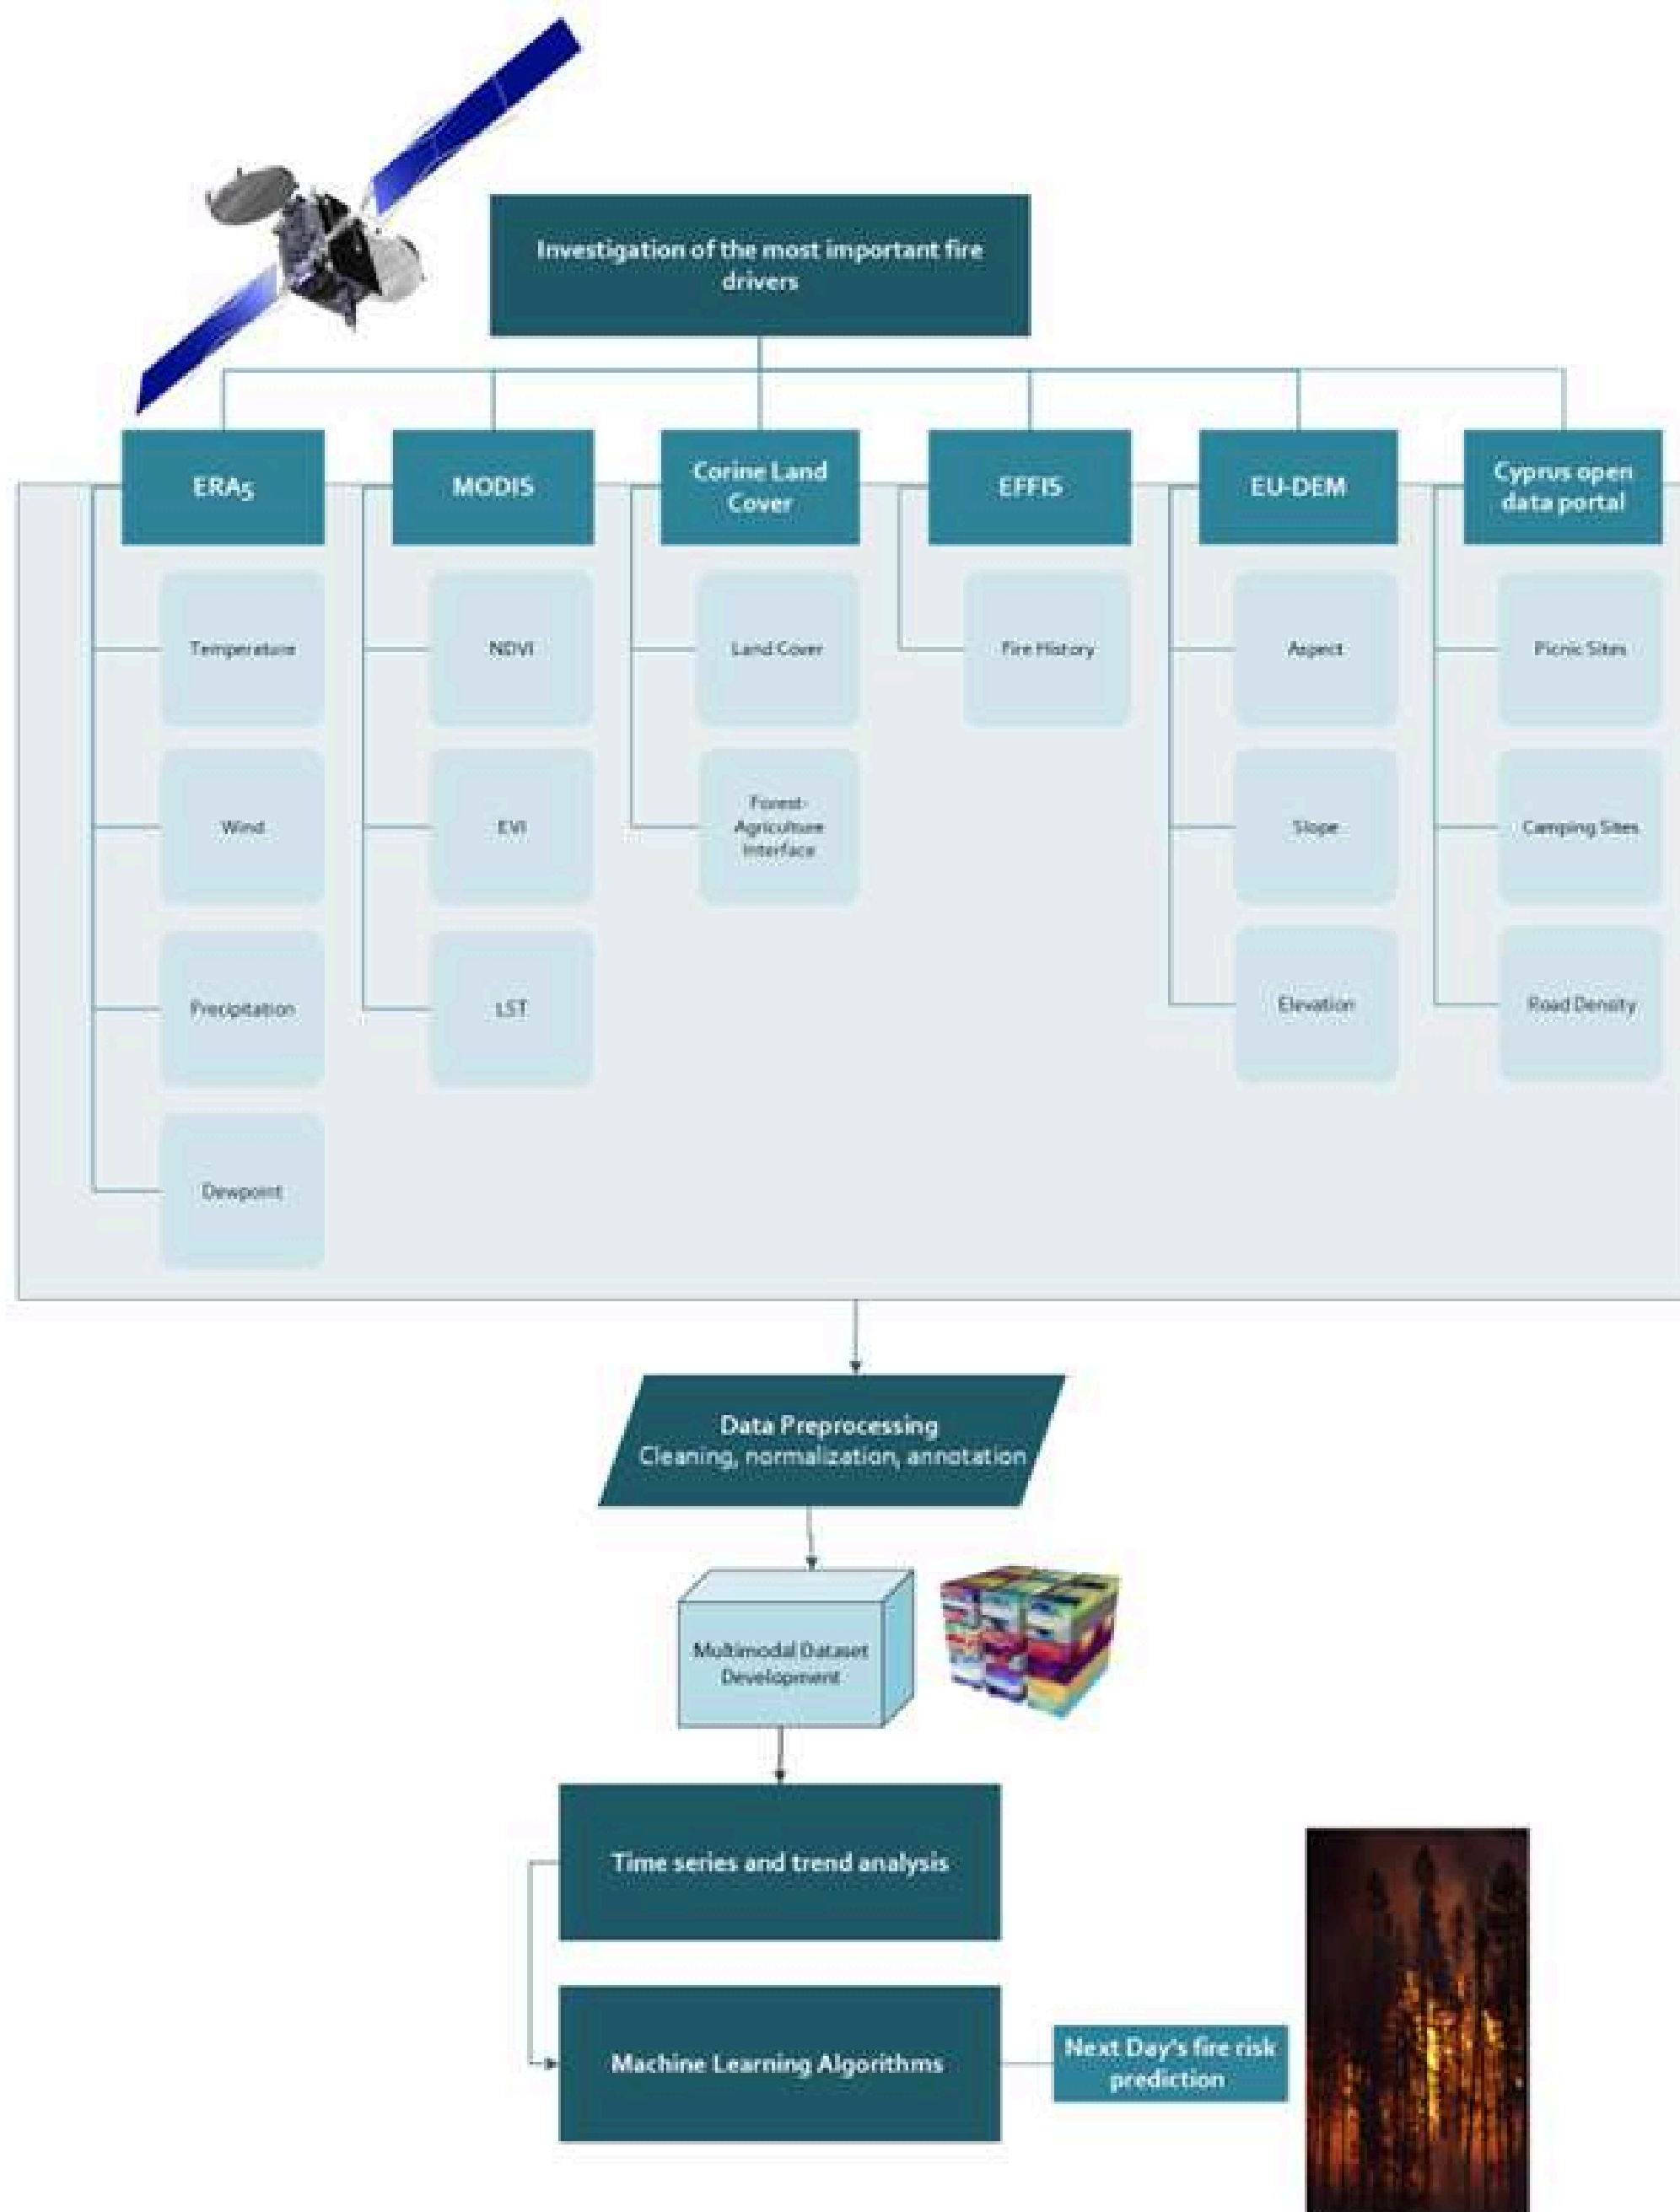 Investigation of the most important fire
drivers
ERA5
MODIS
Corine Land
Cover
EFFIS
EU-DEM
Cyprus open
data portal
Temperature
NDVI
Land Cover
Fire History
Aspect
Picnic Sites
Wind
EVI
Forest-
Agriculture
Interface
Slope
Camping Sites
Precipitation
LST
Elevation
Road Density
Dewpoint
Data Preprocessing
Cleaning, normalization, annotation
Multimodal Dataset
Development
Time series and trend analysis
Machine Learning Algorithms
Next Day's fire risk
prediction